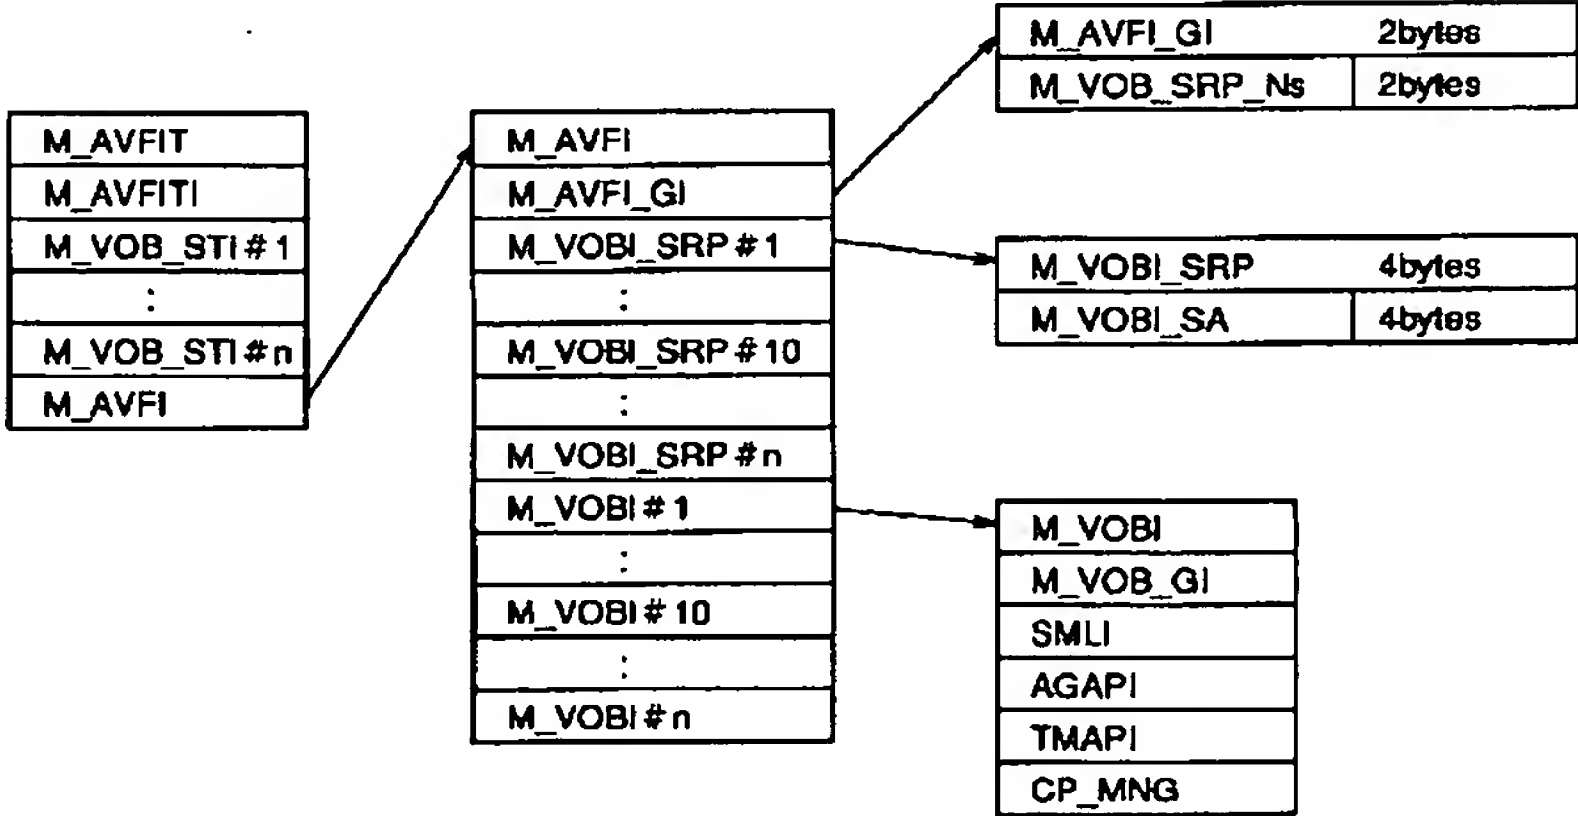 M_AVFIT
M_AVFITI
M_VOB_STI#1
:
M_VOB_STI#n
M_AVFI
M_AVFI
M_AVFI_GI
M_VOBI_SRP#1
:
M_VOBI_SRP#10
:
M_VOBI_SRP#n
M_VOBI#1
:
M_VOBI#10
:
M_VOBI#n
M_AVFI_GI 2bytes
M_VOB_SRP_Ns 2bytes
M_VOBI_SRP 4bytes
M_VOBI_SA 4bytes
M_VOBI
M_VOB_GI
SMLI
AGAPI
TMAPI
CP_MNG